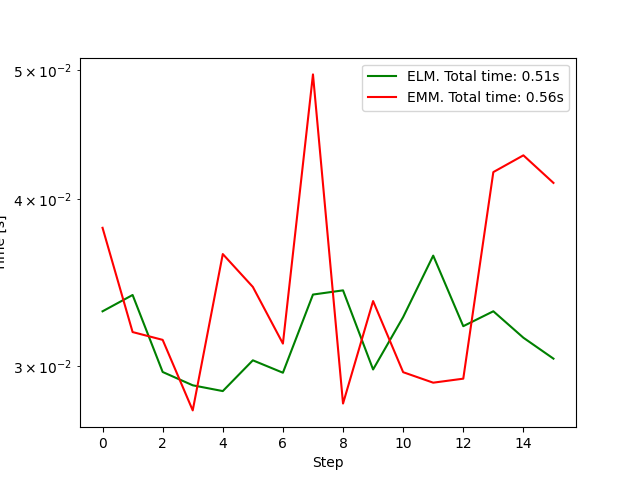 ELM. Total time: 0.51s
EMM. Total time: 0.56s
5 × 10⁻²
4 × 10⁻²
3 × 10⁻²
[s]
0 2 4 6 8 10 12 14
Step